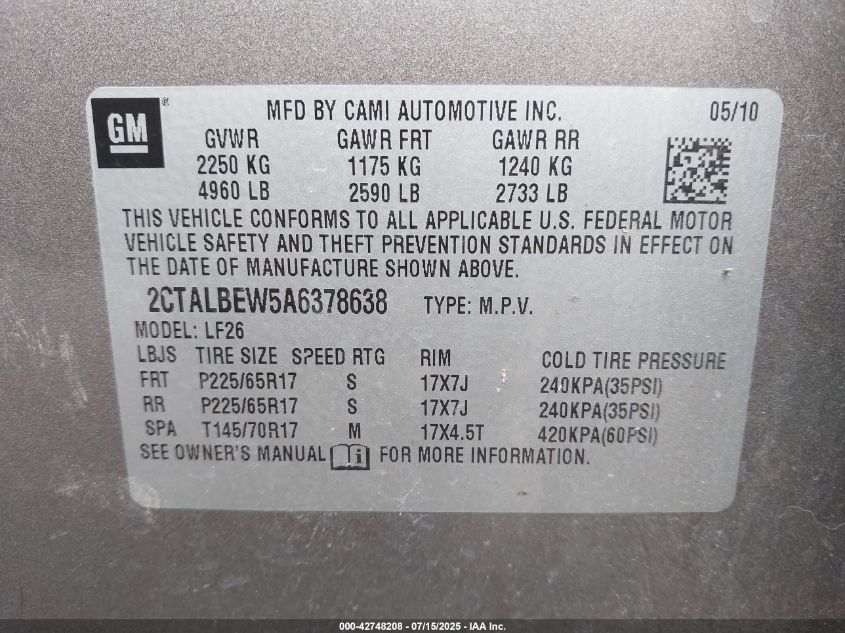 GM ®
MFD BY CAMI AUTOMOTIVE INC. 05/10
GVWR GAWR FRT GAWR RR
2250 KG 1175 KG 1240 KG
4960 LB 2590 LB 2733 LB
THIS VEHICLE CONFORMS TO ALL APPLICABLE U.S. FEDERAL MOTOR
VEHICLE SAFETY AND THEFT PREVENTION STANDARDS IN EFFECT ON
THE DATE OF MANUFACTURE SHOWN ABOVE.
2CTALBEW5A6378638 TYPE: M.P.V.
MODEL: LF26
LBJS TIRE SIZE SPEED RTG RIM COLD TIRE PRESSURE
FRT P225/65R17 S 17X7J 240KPA(35PSI)
RR P225/65R17 S 17X7J 240KPA(35PSI)
SPA T145/70R17 M 17X4.5T 420KPA(60PSI)
SEE OWNER'S MANUAL i FOR MORE INFORMATION.
000-42748208 - 07/15/2025 - IAA Inc.